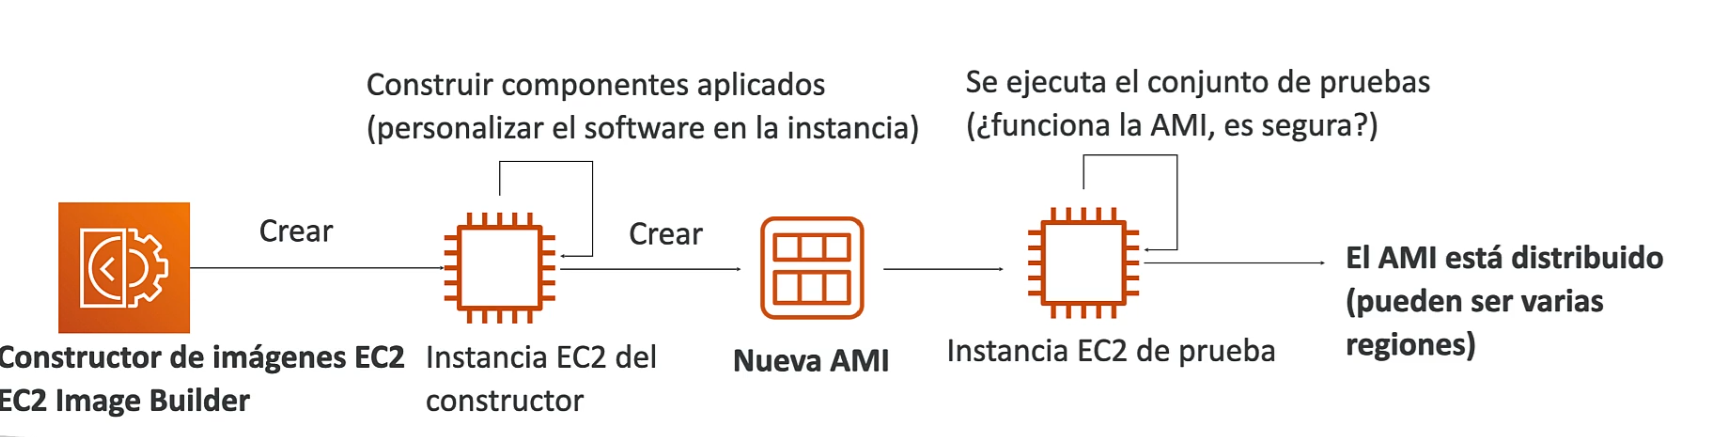 Construir componentes aplicados
(personalizar el software en la instancia)
Se ejecuta el conjunto de pruebas
(¿funciona la AMI, es segura?)
Crear
Crear
Constructor de imágenes EC2
EC2 Image Builder
Instancia EC2 del
constructor
Nueva AMI
Instancia EC2 de prueba
El AMI está distribuido
(pueden ser varias
regiones)